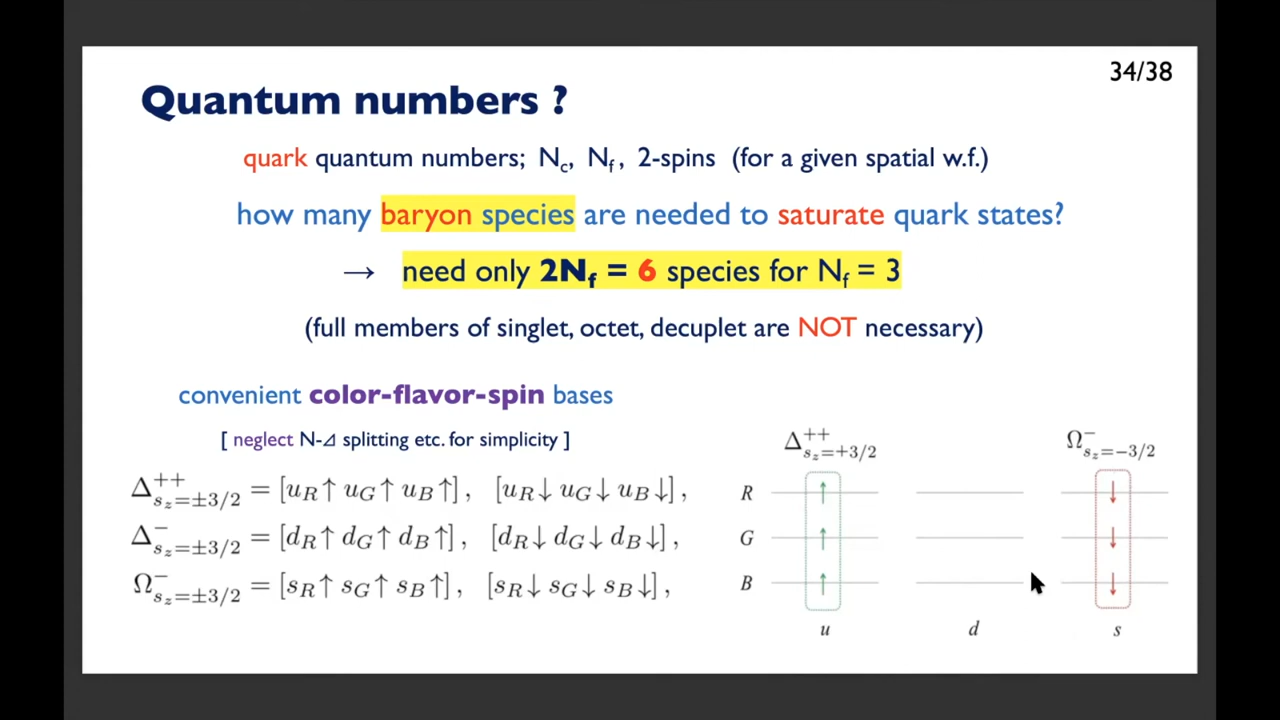 34/38
Quantum numbers ?
quark quantum numbers; N_c, N_f, 2-spins (for a given spatial w.f.)
how many baryon species are needed to saturate quark states?
→ need only 2N_f = 6 species for N_f = 3
(full members of singlet, octet, decuplet are NOT necessary)
convenient color-flavor-spin bases
[ neglect N-Δ splitting etc. for simplicity ]
Δ^{++}_{s_z=±3/2} = [u_R↑ u_G↑ u_B↑] , [u_R↓ u_G↓ u_B↓] ,
Δ^{-}_{s_z=±3/2} = [d_R↑ d_G↑ d_B↑] , [d_R↓ d_G↓ d_B↓] ,
Ω^{-}_{s_z=±3/2} = [s_R↑ s_G↑ s_B↑] , [s_R↓ s_G↓ s_B↓] ,
Δ^{++}_{s_z=+3/2} Ω^{-}_{s_z=−3/2}
R ↑ ↓
G ↑ ↓
B ↑ ↓
u d s